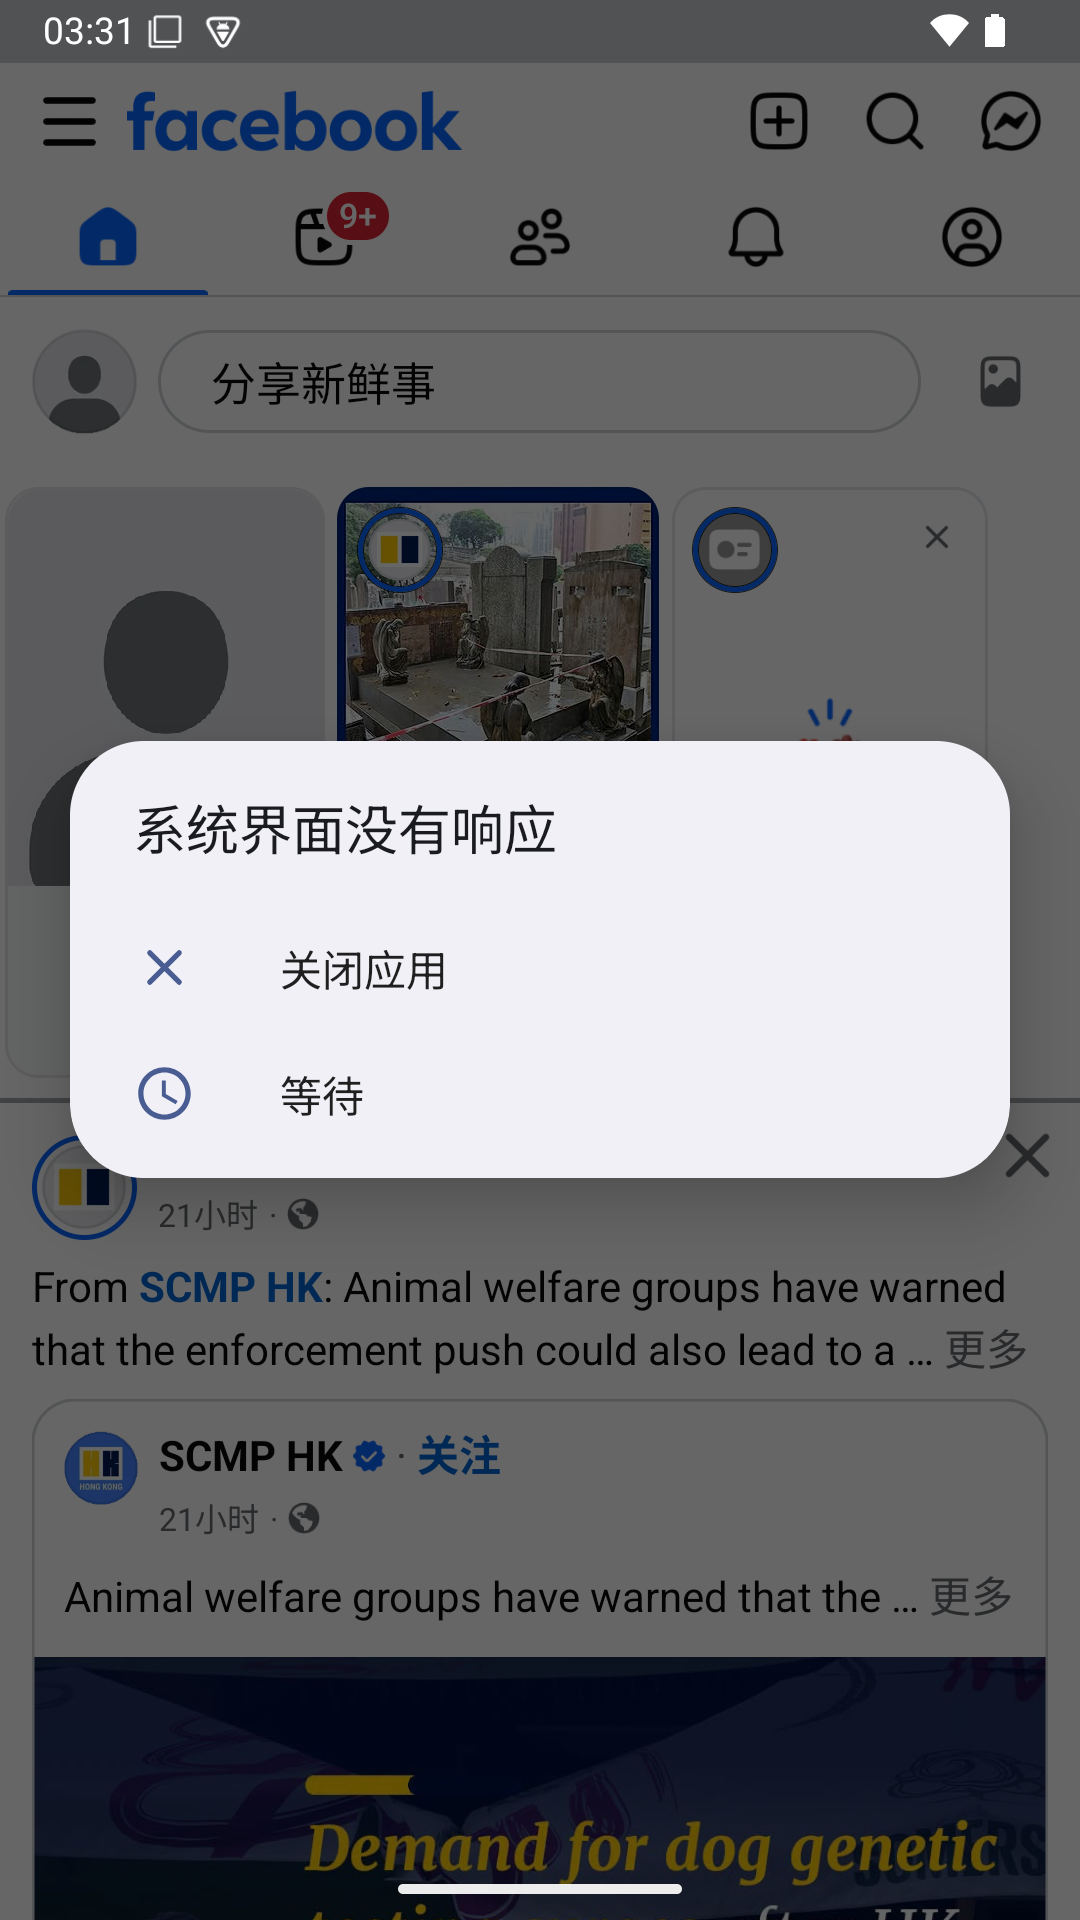 03:31
facebook
9+
分享新鲜事
系统界面没有响应
关闭应用
等待
21小时 ·
From SCMP HK: Animal welfare groups have warned
that the enforcement push could also lead to a ... 更多
SCMP HK · 关注
HK
HONG KONG
21小时 ·
Animal welfare groups have warned that the ... 更多
Demand for dog genetic